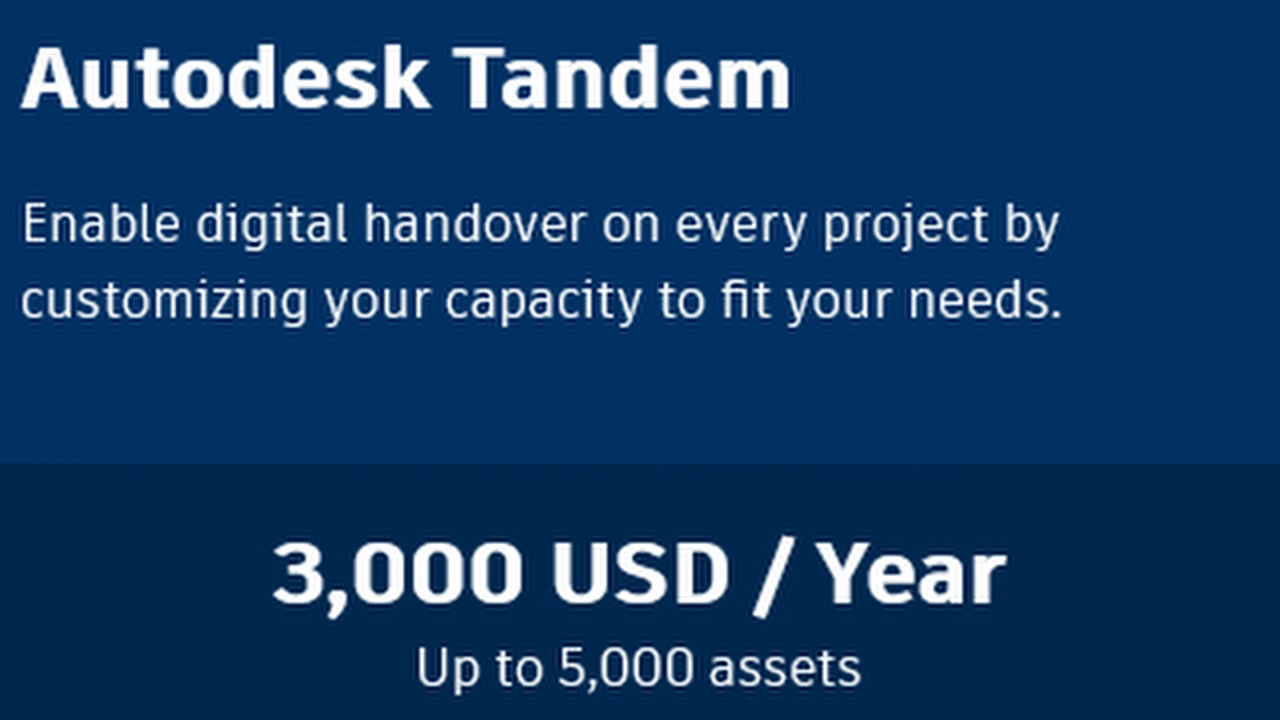 Autodesk Tandem
Enable digital handover on every project by
customizing your capacity to fit your needs.
3,000 USD / Year
Up to 5,000 assets